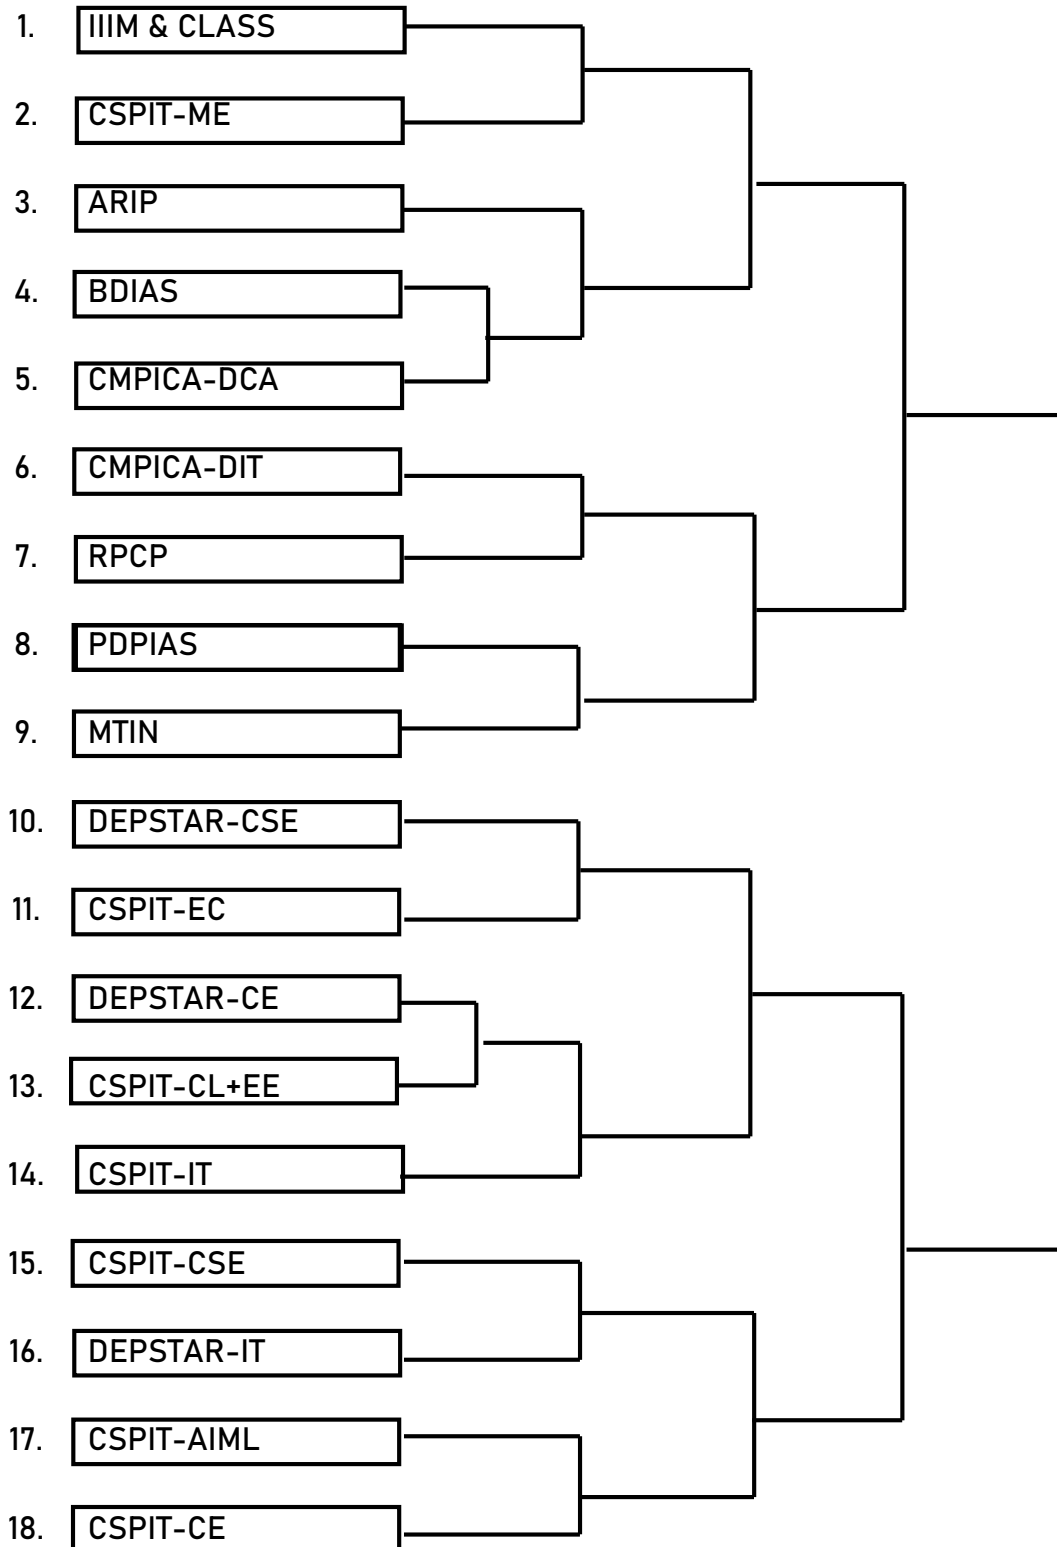 1. IIIM & CLASS
2. CSPIT-ME
3. ARIP
4. BDIAS
5. CMPICA-DCA
6. CMPICA-DIT
7. RPCP
8. PDPIAS
9. MTIN
10. DEPSTAR-CSE
11. CSPIT-EC
12. DEPSTAR-CE
13. CSPIT-CL+EE
14. CSPIT-IT
15. CSPIT-CSE
16. DEPSTAR-IT
17. CSPIT-AIML
18. CSPIT-CE